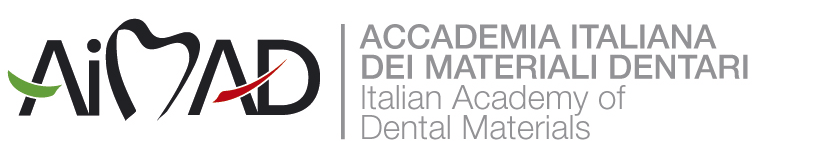 AiMAD
ACCADEMIA ITALIANA
DEI MATERIALI DENTARI
Italian Academy of
Dental Materials